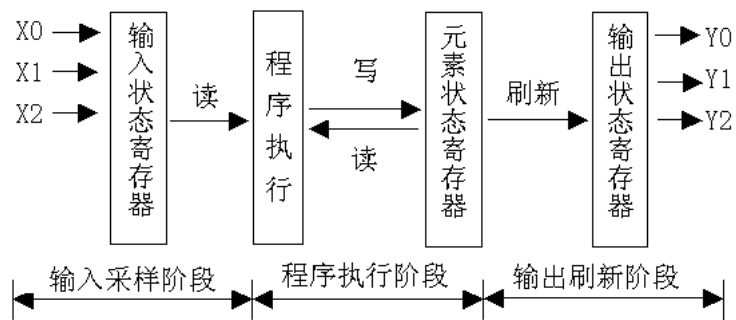 X0
X1
X2
输入状态寄存器
读
程序执行
写
读
元素状态寄存器
刷新
输出状态寄存器
Y0
Y1
Y2
输入采样阶段
程序执行阶段
输出刷新阶段